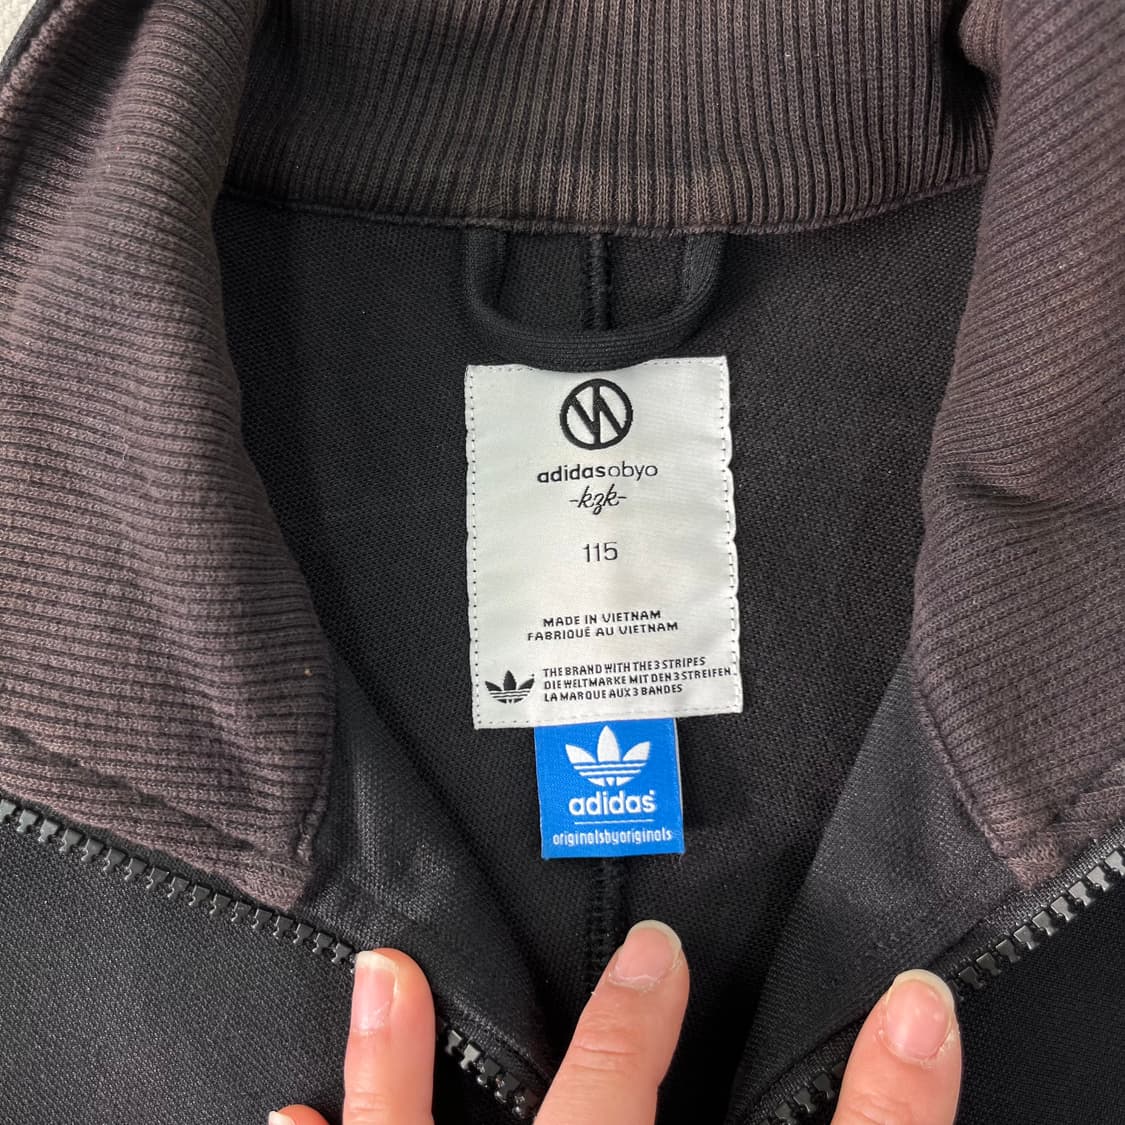 adidasobyo
-kzk-
115
MADE IN VIETNAM
FABRIQUÉ AU VIETNAM
THE BRAND WITH THE 3 STRIPES
DIE WELTMARKE MIT DEN 3 STREIFEN
LA MARQUE AUX 3 BANDES
adidas
originalsbyoriginals